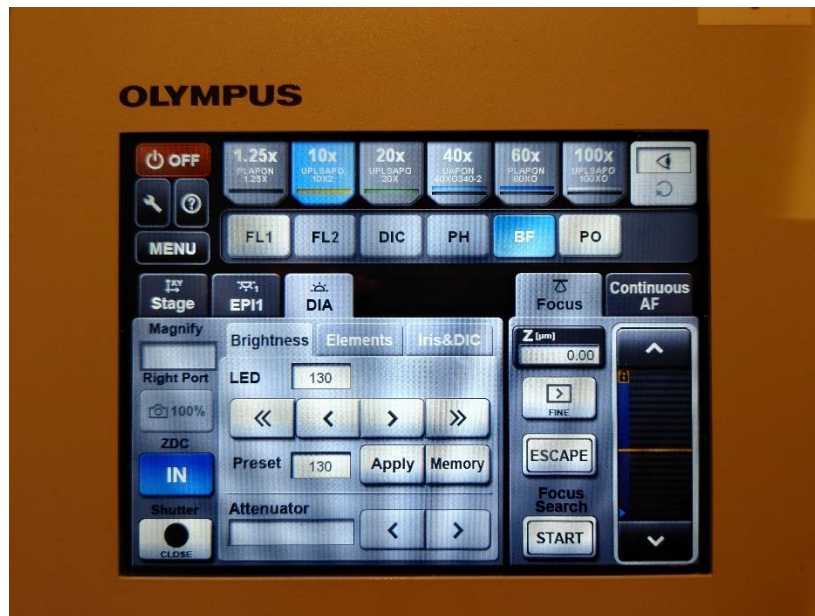 OLYMPUS
OFF
1.25x 10x 20x 40x 60x 100x
PLAPON UPLSAPO UPLSAPO UAPON PLAPON UPLSAPO
1.25X 10X2 20X 40XO340-2 60XO 100XO
MENU
FL1 FL2 DIC PH BF PO
XY
Stage EPI1 DIA Focus Continuous AF
Magnify
Brightness Elements Iris&DIC
Z [µm]
0.00
Right Port
LED 130
100%
« < > »
FINE
ZDC
IN
Preset 130 Apply Memory
ESCAPE
Shutter
CLOSE
Attenuator
< >
Focus
Search
START